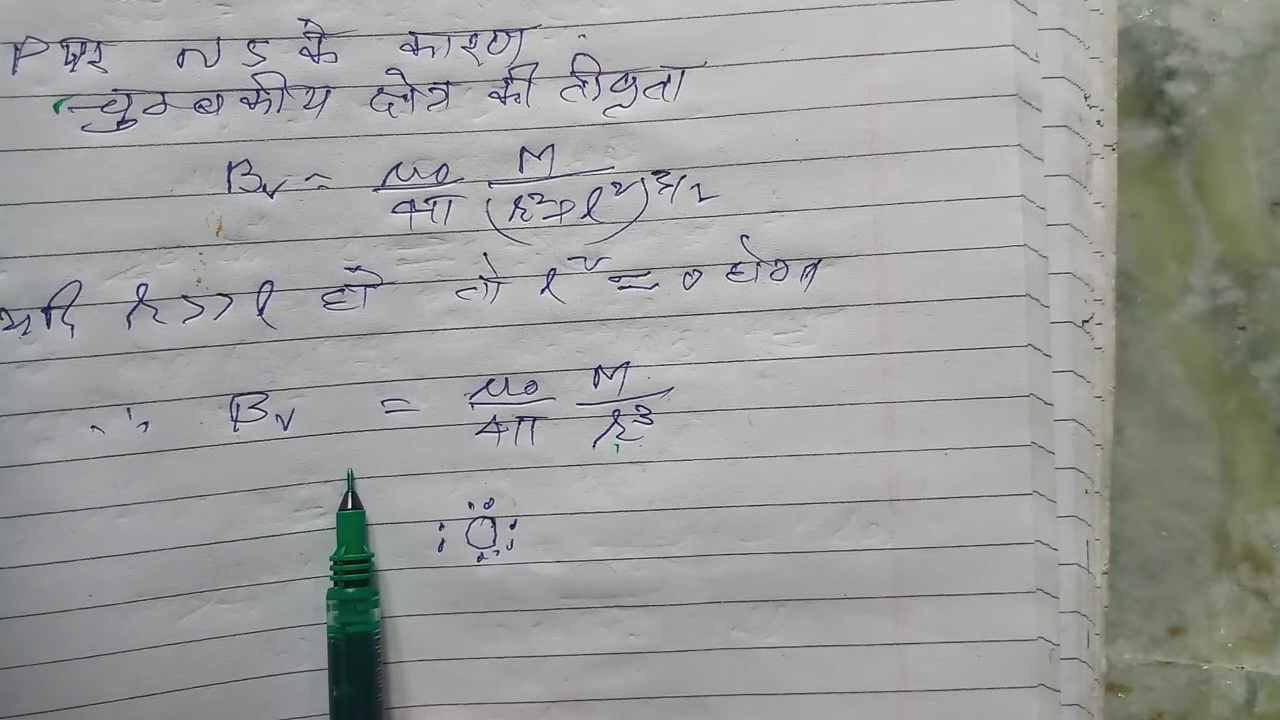 P पर N S के कारण
चुम्बकीय क्षेत्र की तीव्रता
Bᵥ = μ₀/4π M/(r²+l²)^3/2
यदि r >> l हो तो l² = 0 होगा
∴ Bᵥ = μ₀/4π M/r³